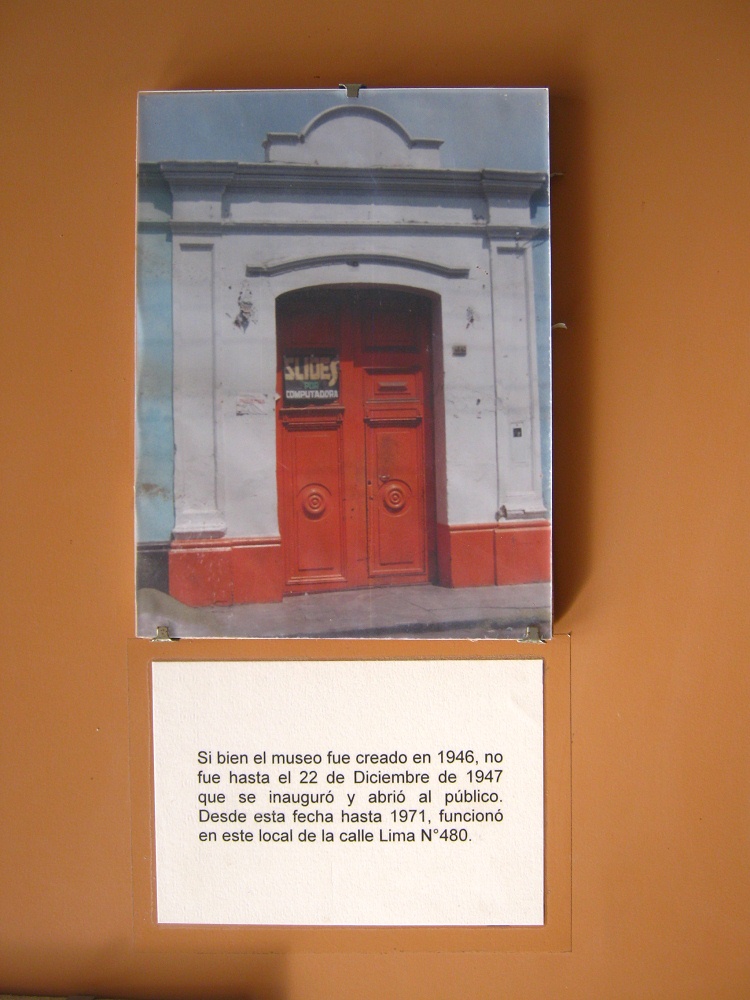 SLIDES
POR
COMPUTADORA
Si bien el museo fue creado en 1946, no
fue hasta el 22 de Diciembre de 1947
que se inauguró y abrió al público.
Desde esta fecha hasta 1971, funcionó
en este local de la calle Lima N°480.